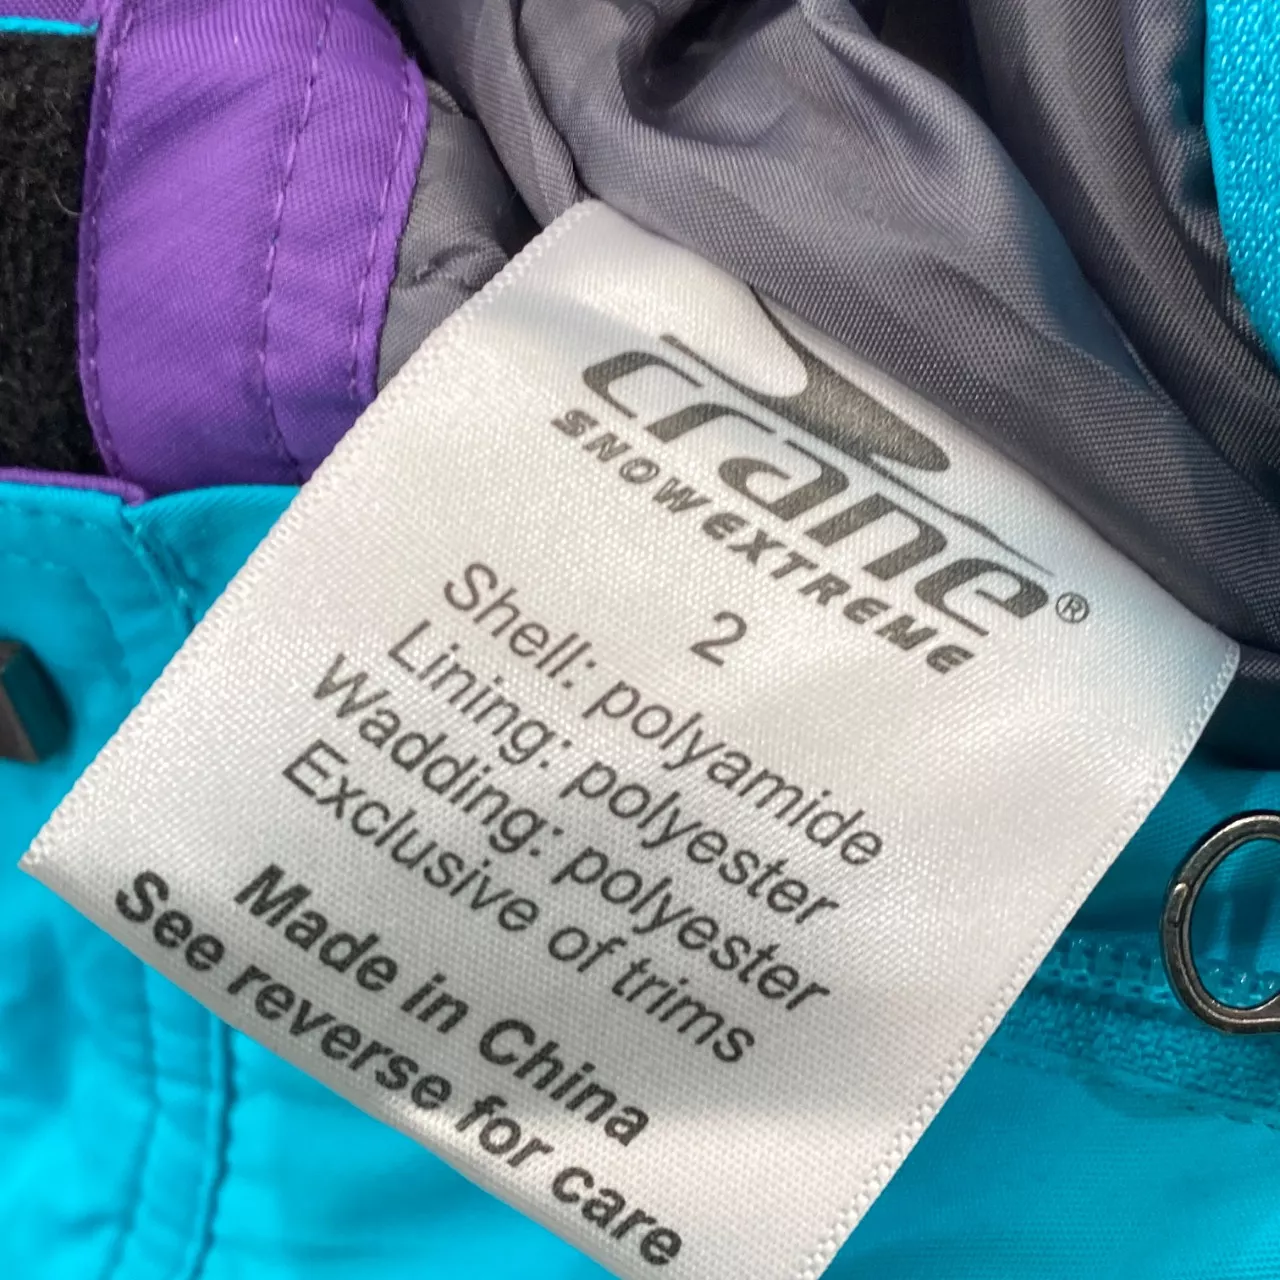 crane®
SNOWEXTREME
2
Shell: polyamide
Lining: polyester
Wadding: polyester
Exclusive of trims
Made in China
See reverse for care